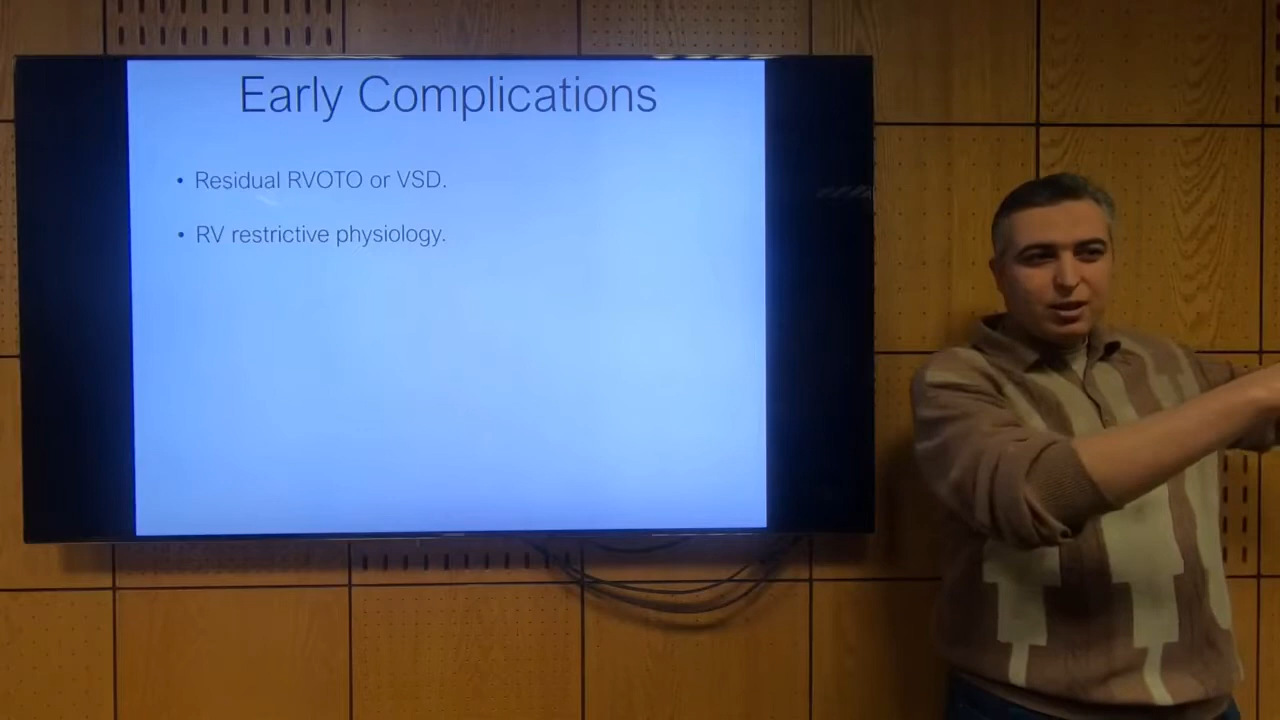 Early Complications
• Residual RVOTO or VSD.
• RV restrictive physiology.